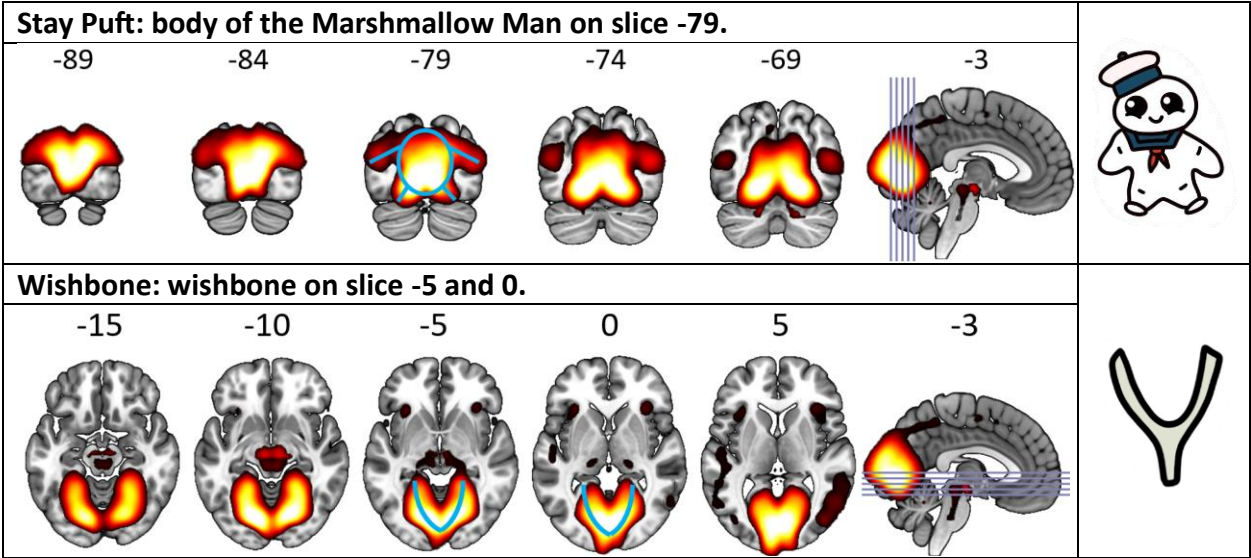 Stay Puft: body of the Marshmallow Man on slice -79.
-89 -84 -79 -74 -69 -3
Wishbone: wishbone on slice -5 and 0.
-15 -10 -5 0 5 -3